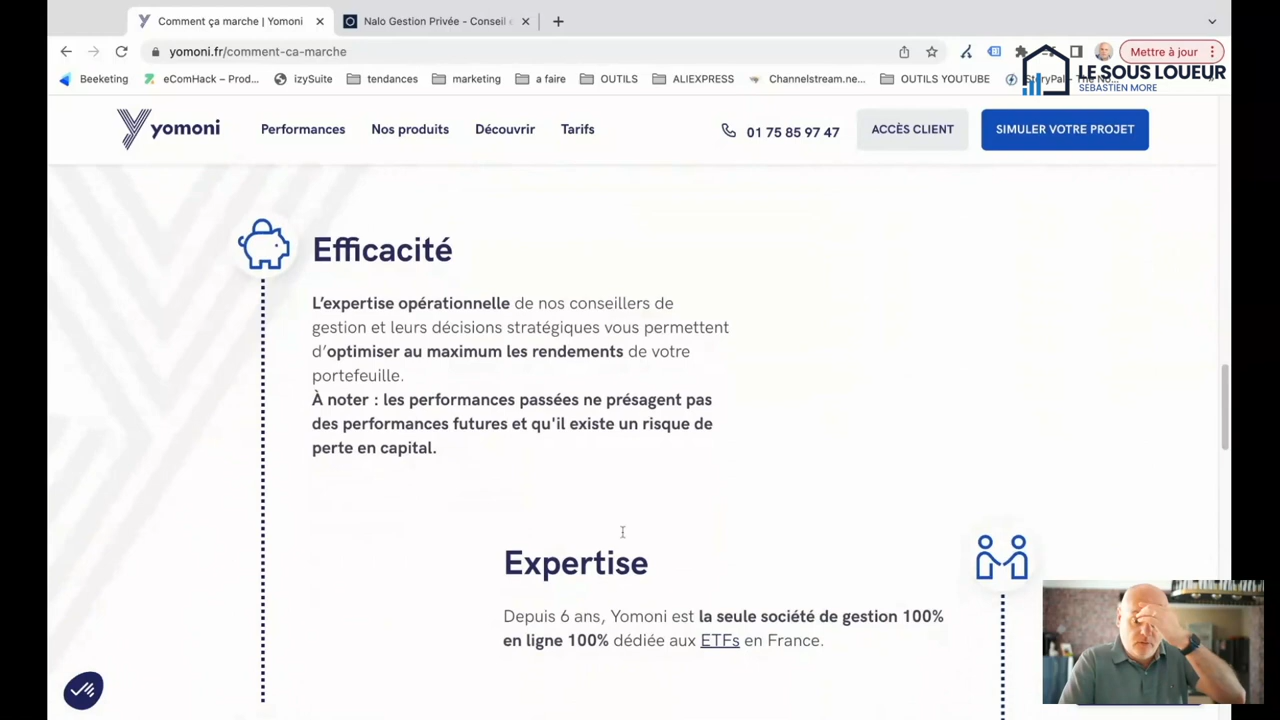 Comment ça marche | Yomoni
Nalo Gestion Privée - Conseil
yomoni.fr/comment-ca-marche
Mettre à jour
Beeketing
eComHack – Prod...
izySuite
tendances
marketing
a faire
OUTILS
ALIEXPRESS
Channelstream.ne...
OUTILS YOUTUBE
LE SOUS LOUEUR
SEBASTIEN MORE
yomoni
Performances
Nos produits
Découvrir
Tarifs
01 75 85 97 47
ACCÈS CLIENT
SIMULER VOTRE PROJET
Efficacité
L'expertise opérationnelle de nos conseillers de
gestion et leurs décisions stratégiques vous permettent
d'optimiser au maximum les rendements de votre
portefeuille.
À noter : les performances passées ne présagent pas
des performances futures et qu'il existe un risque de
perte en capital.
Expertise
Depuis 6 ans, Yomoni est la seule société de gestion 100%
en ligne 100% dédiée aux ETFs en France.